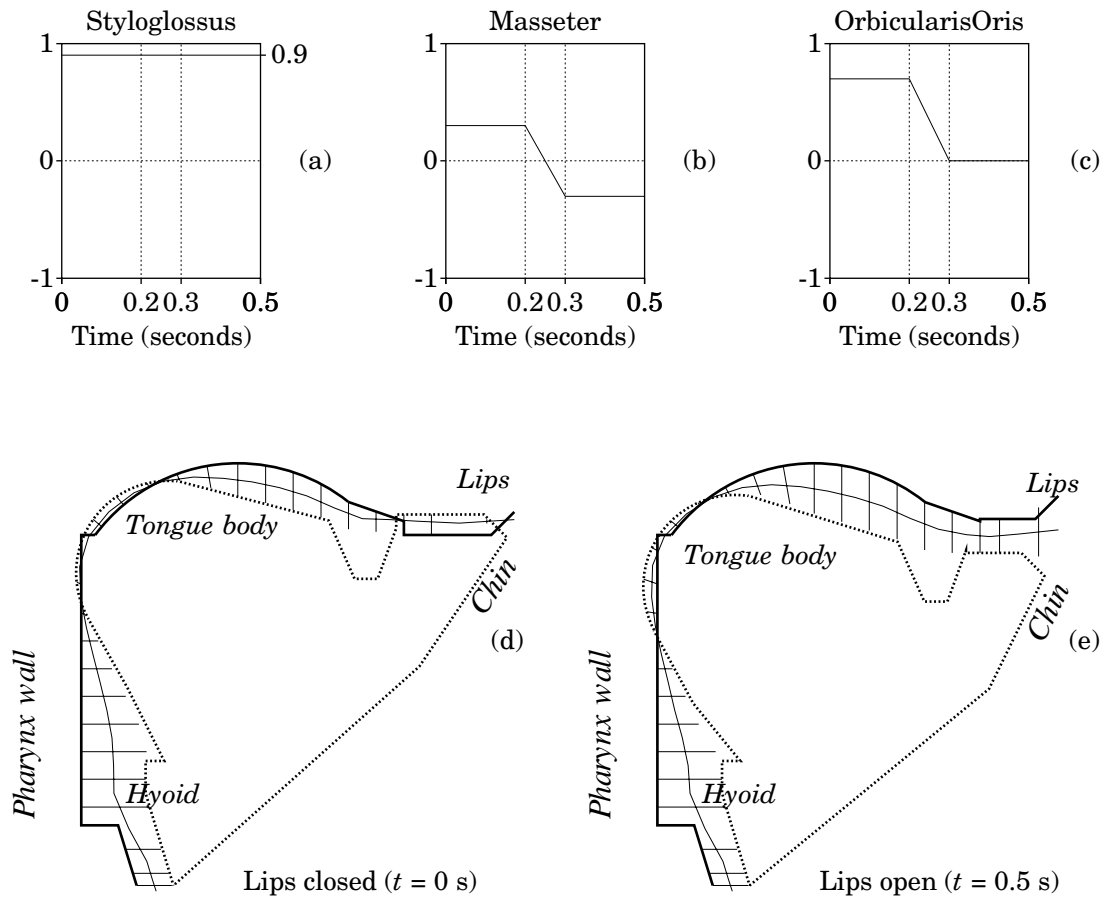 Styloglossus
1
0.9
0
-1
0 0.2 0.3 0.5
Time (seconds)
(a)
Masseter
1
0
-1
0 0.2 0.3 0.5
Time (seconds)
(b)
OrbicularisOris
1
0
-1
0 0.2 0.3 0.5
Time (seconds)
(c)
Lips
Tongue body
Chin
(d)
Pharynx wall
Hyoid
Lips closed (t = 0 s)
Lips
Tongue body
Chin
(e)
Pharynx wall
Hyoid
Lips open (t = 0.5 s)